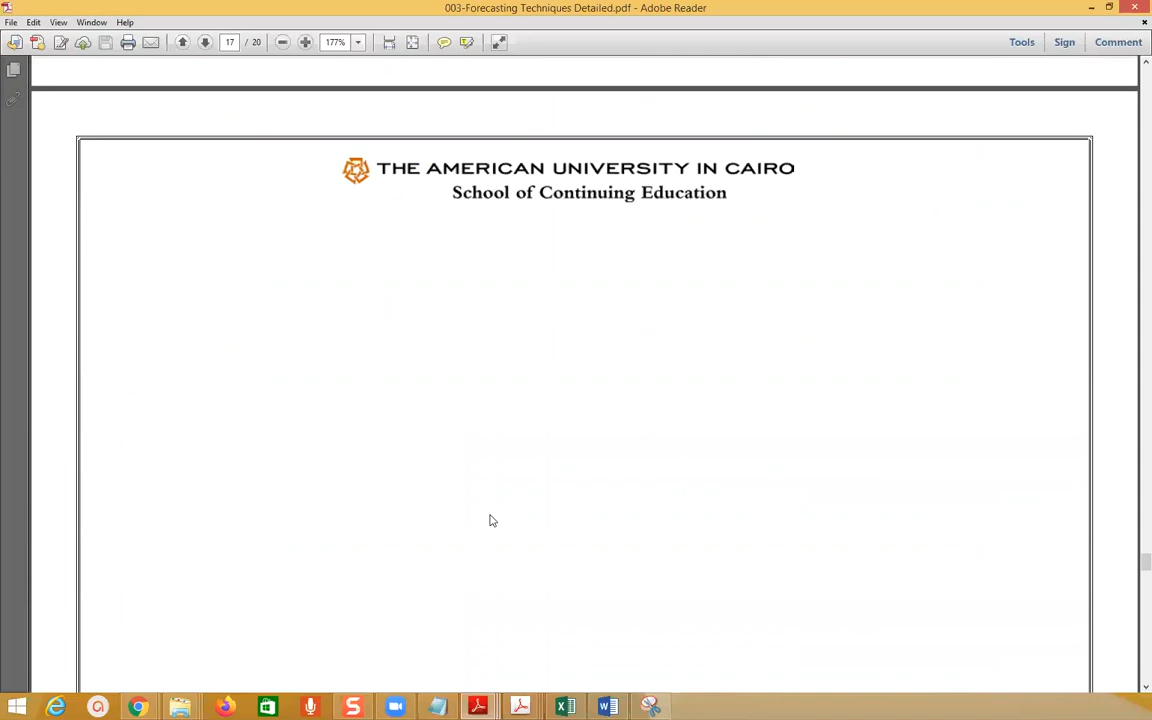 003-Forecasting Techniques Detailed.pdf - Adobe Reader
File Edit View Window Help
17 / 20 177% Tools Sign Comment
THE AMERICAN UNIVERSITY IN CAIRO
School of Continuing Education